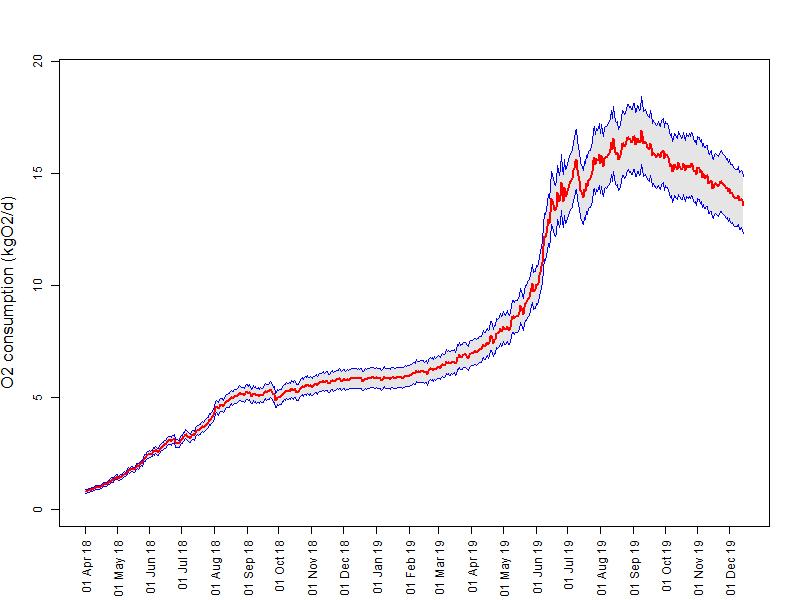 O2 consumption (kgO2/d)
20
15
10
5
0
01 Apr 18
01 May 18
01 Jun 18
01 Jul 18
01 Aug 18
01 Sep 18
01 Oct 18
01 Nov 18
01 Dec 18
01 Jan 19
01 Feb 19
01 Mar 19
01 Apr 19
01 May 19
01 Jun 19
01 Jul 19
01 Aug 19
01 Sep 19
01 Oct 19
01 Nov 19
01 Dec 19